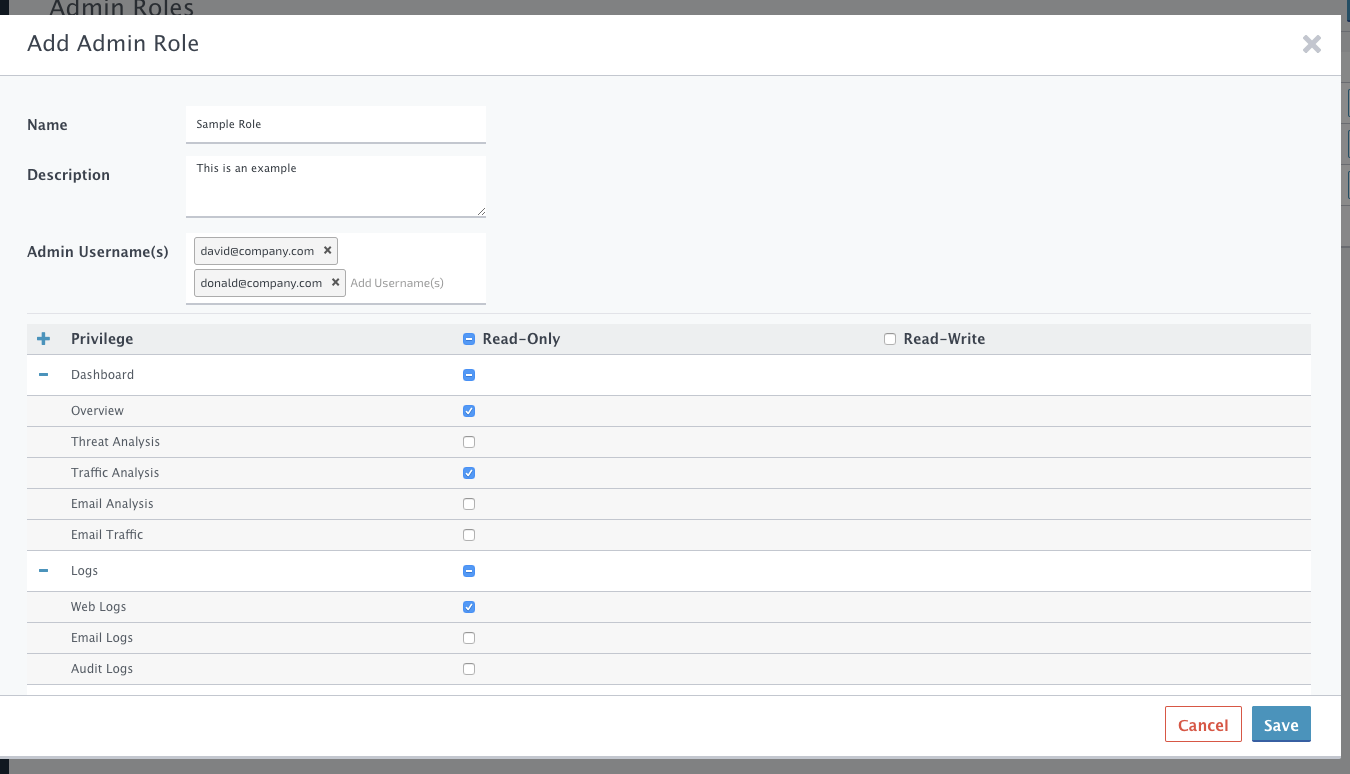 Admin Roles
Add Admin Role
Name
Sample Role
Description
This is an example
Admin Username(s)
david@company.com
donald@company.com Add Username(s)
Privilege Read-Only Read-Write
Dashboard
Overview
Threat Analysis
Traffic Analysis
Email Analysis
Email Traffic
Logs
Web Logs
Email Logs
Audit Logs
Cancel Save